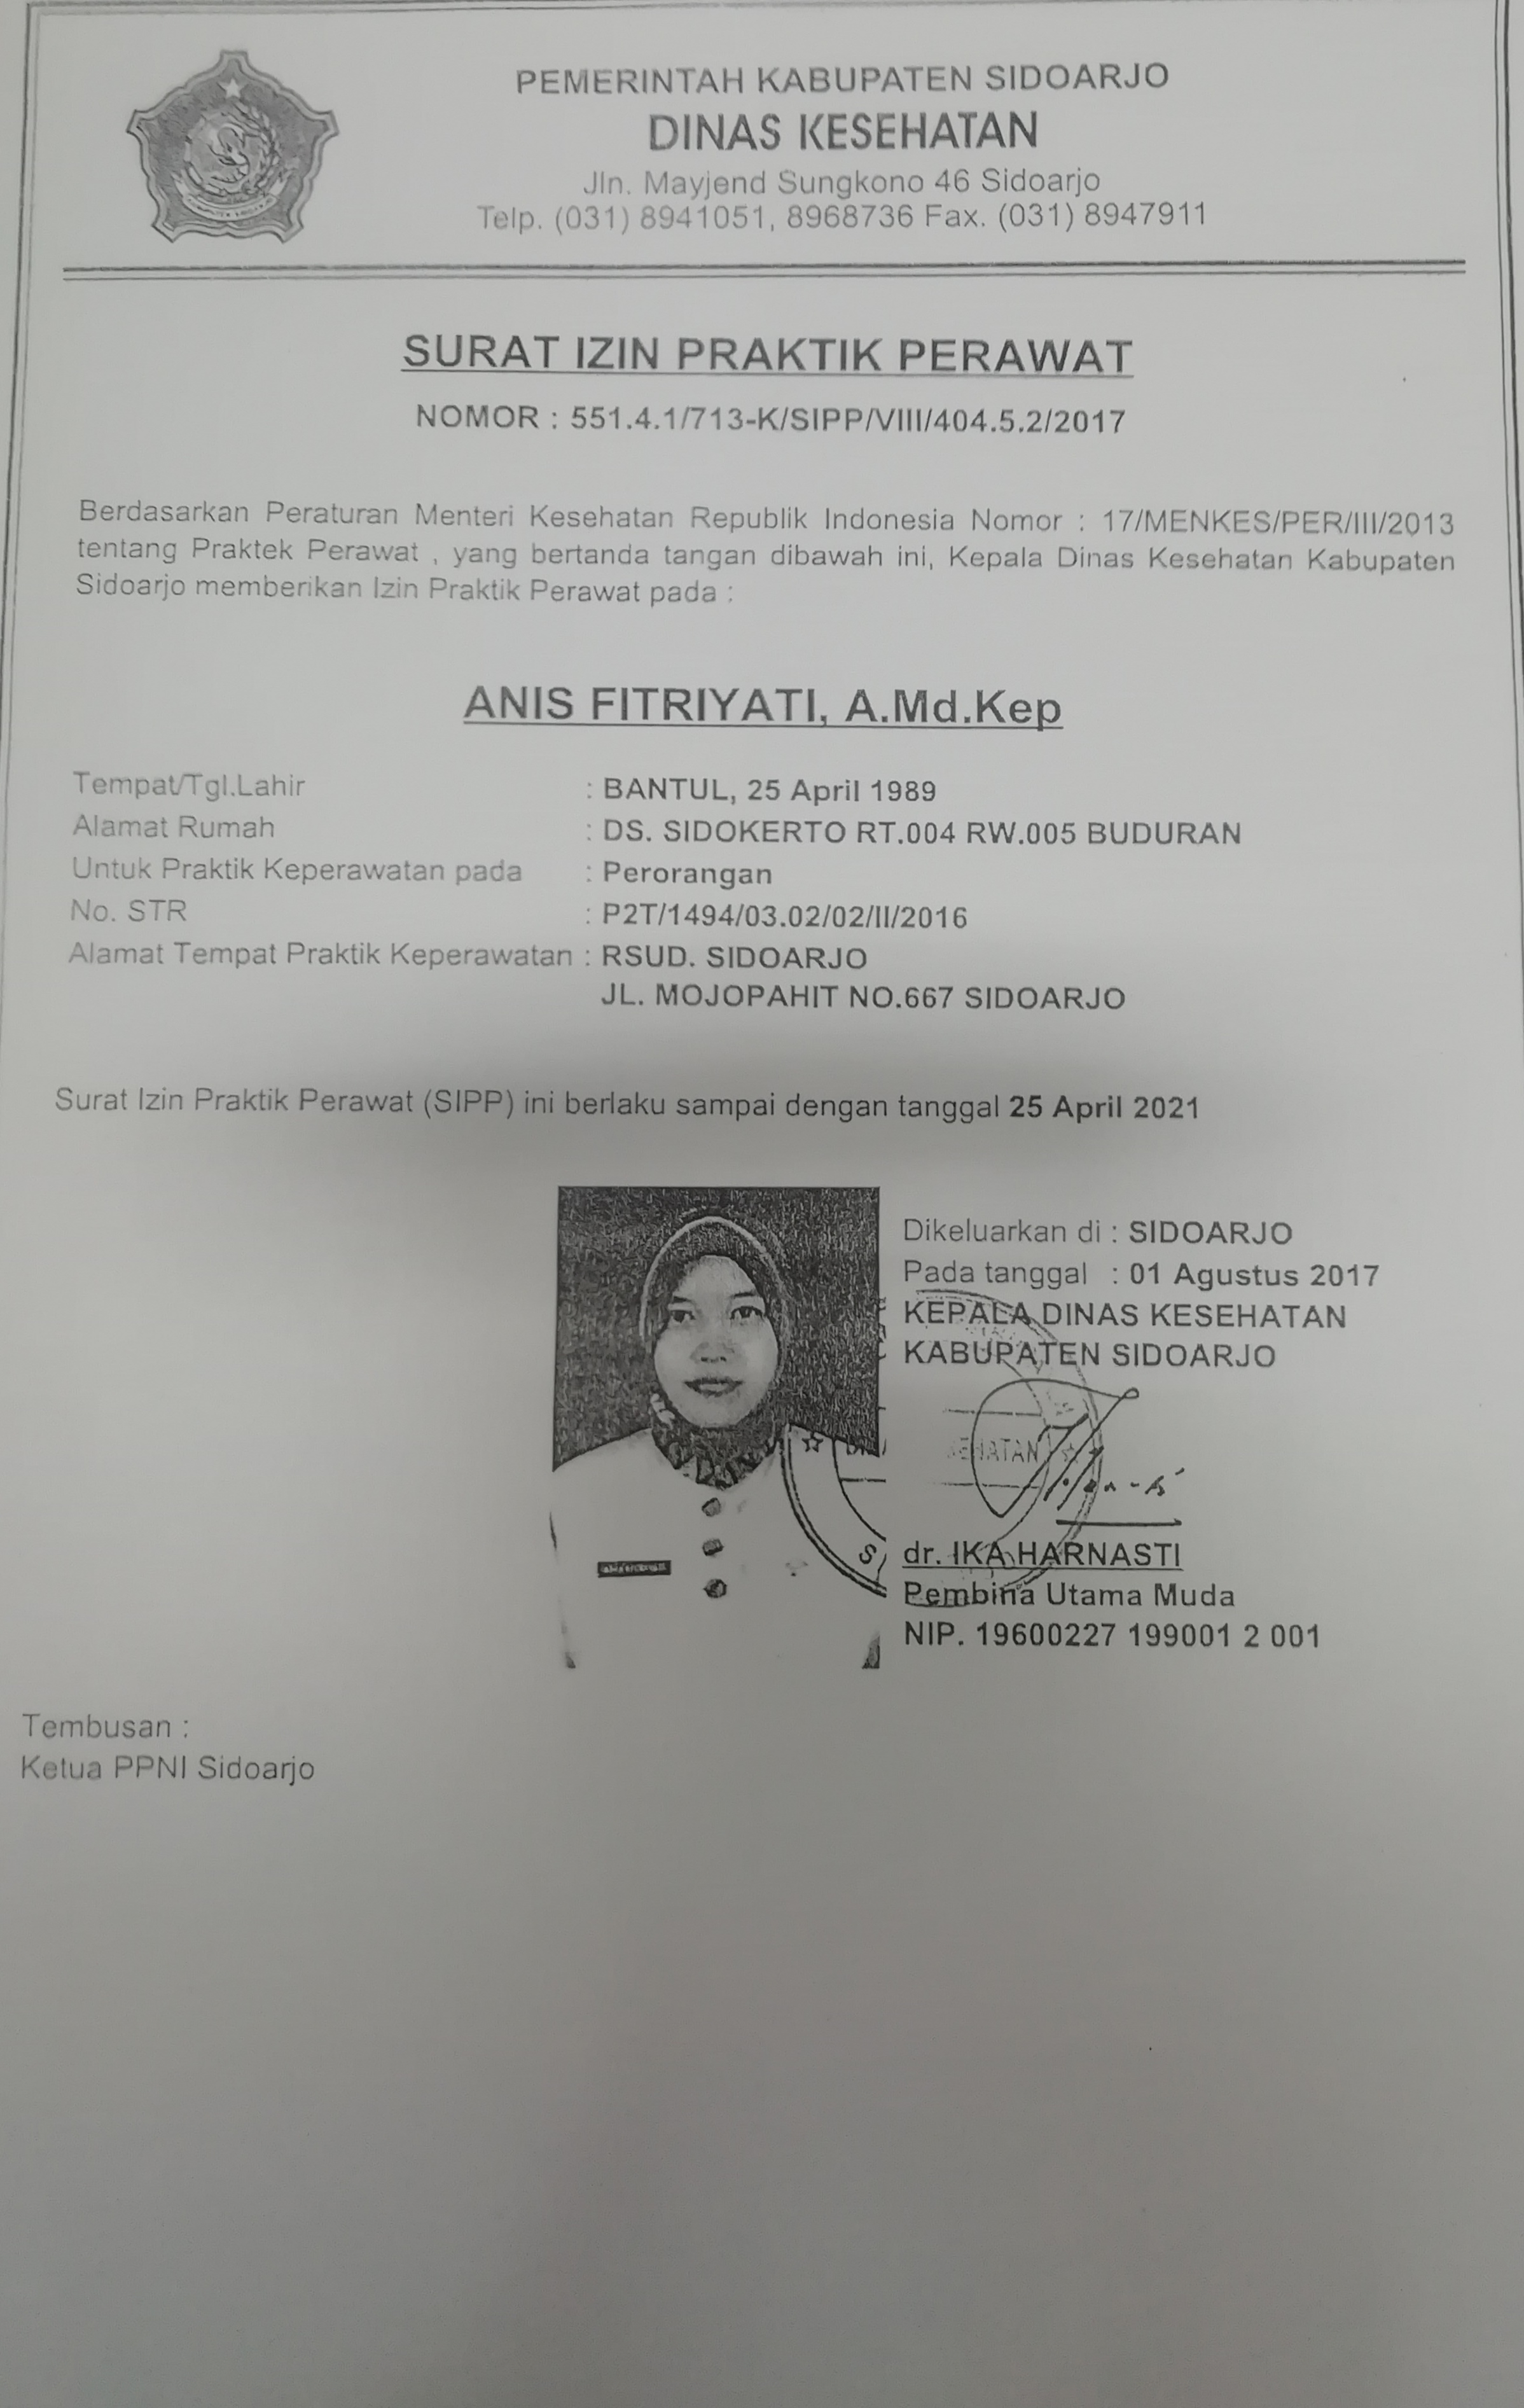 PEMERINTAH KABUPATEN SIDOARJO
DINAS KESEHATAN
Jln. Mayjend Sungkono 46 Sidoarjo
Telp. (031) 8941051, 8968736 Fax. (031) 8947911
SURAT IZIN PRAKTIK PERAWAT
NOMOR : 551.4.1/713-K/SIPP/VIII/404.5.2/2017
Berdasarkan Peraturan Menteri Kesehatan Republik Indonesia Nomor : 17/MENKES/PER/III/2013
tentang Praktek Perawat , yang bertanda tangan dibawah ini, Kepala Dinas Kesehatan Kabupaten
Sidoarjo memberikan Izin Praktik Perawat pada :
ANIS FITRIYATI, A.Md.Kep
Tempat/Tgl.Lahir : BANTUL, 25 April 1989
Alamat Rumah : DS. SIDOKERTO RT.004 RW.005 BUDURAN
Untuk Praktik Keperawatan pada : Perorangan
No. STR : P2T/1494/03.02/02/II/2016
Alamat Tempat Praktik Keperawatan : RSUD. SIDOARJO
JL. MOJOPAHIT NO.667 SIDOARJO
Surat Izin Praktik Perawat (SIPP) ini berlaku sampai dengan tanggal 25 April 2021
Dikeluarkan di : SIDOARJO
Pada tanggal : 01 Agustus 2017
KEPALA DINAS KESEHATAN
KABUPATEN SIDOARJO
dr. IKA HARNASTI
Pembina Utama Muda
NIP. 19600227 199001 2 001
Tembusan :
Ketua PPNI Sidoarjo